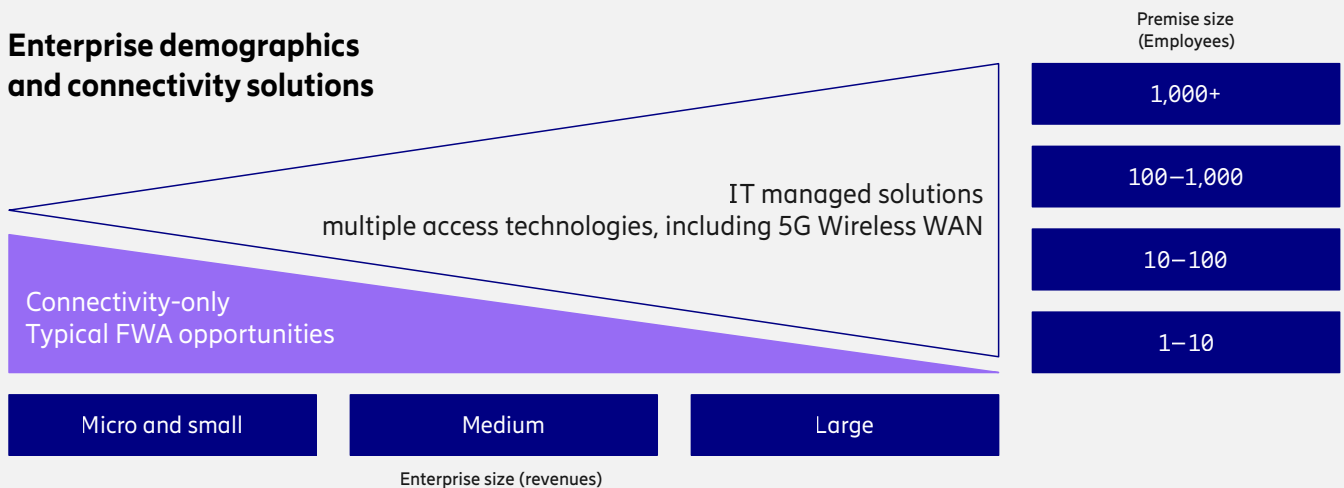 Enterprise demographics
and connectivity solutions
Premise size
(Employees)
1,000+
100–1,000
10–100
1–10
IT managed solutions
multiple access technologies, including 5G Wireless WAN
Connectivity-only
Typical FWA opportunities
Micro and small
Medium
Large
Enterprise size (revenues)